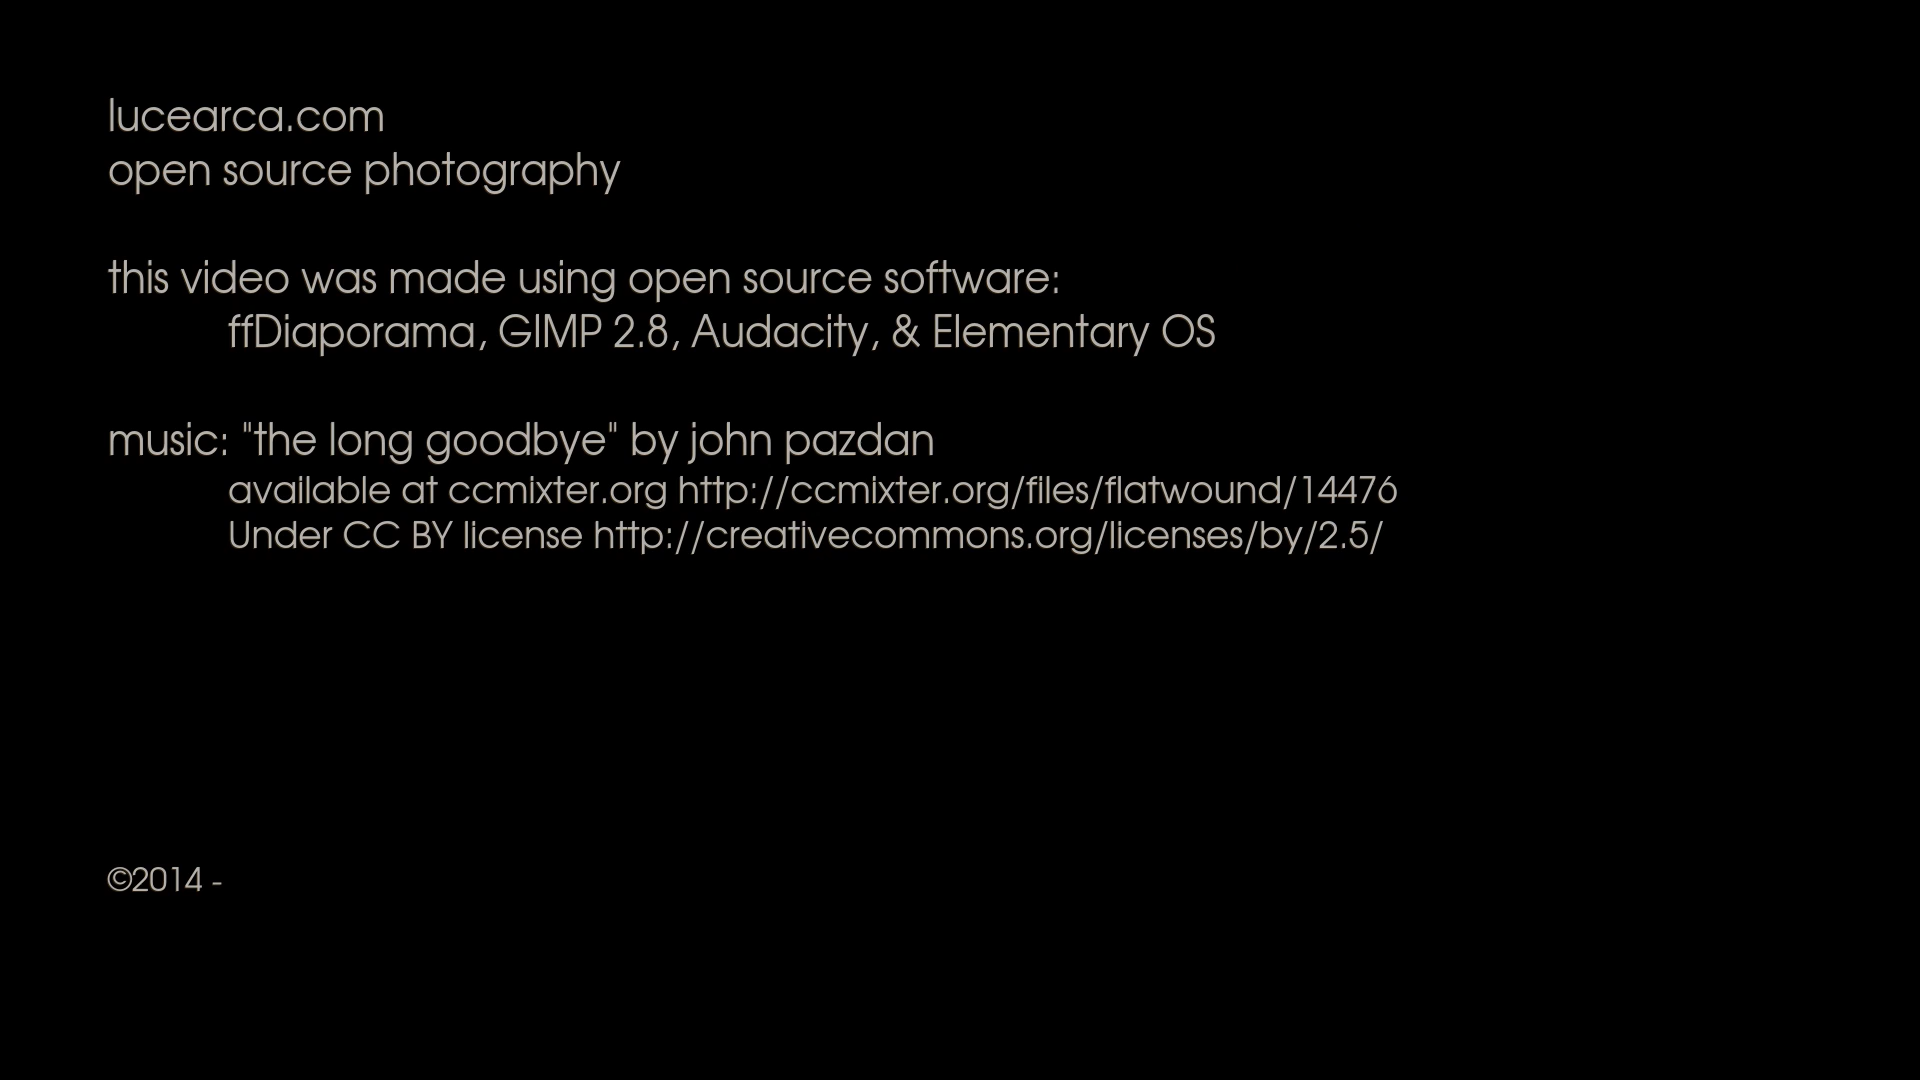 lucearca.com
open source photography
this video was made using open source software:
ffDiaporama, GIMP 2.8, Audacity, & Elementary OS
music: "the long goodbye" by john pazdan
available at ccmixter.org http://ccmixter.org/files/flatwound/14476
Under CC BY license http://creativecommons.org/licenses/by/2.5/
©2014 -